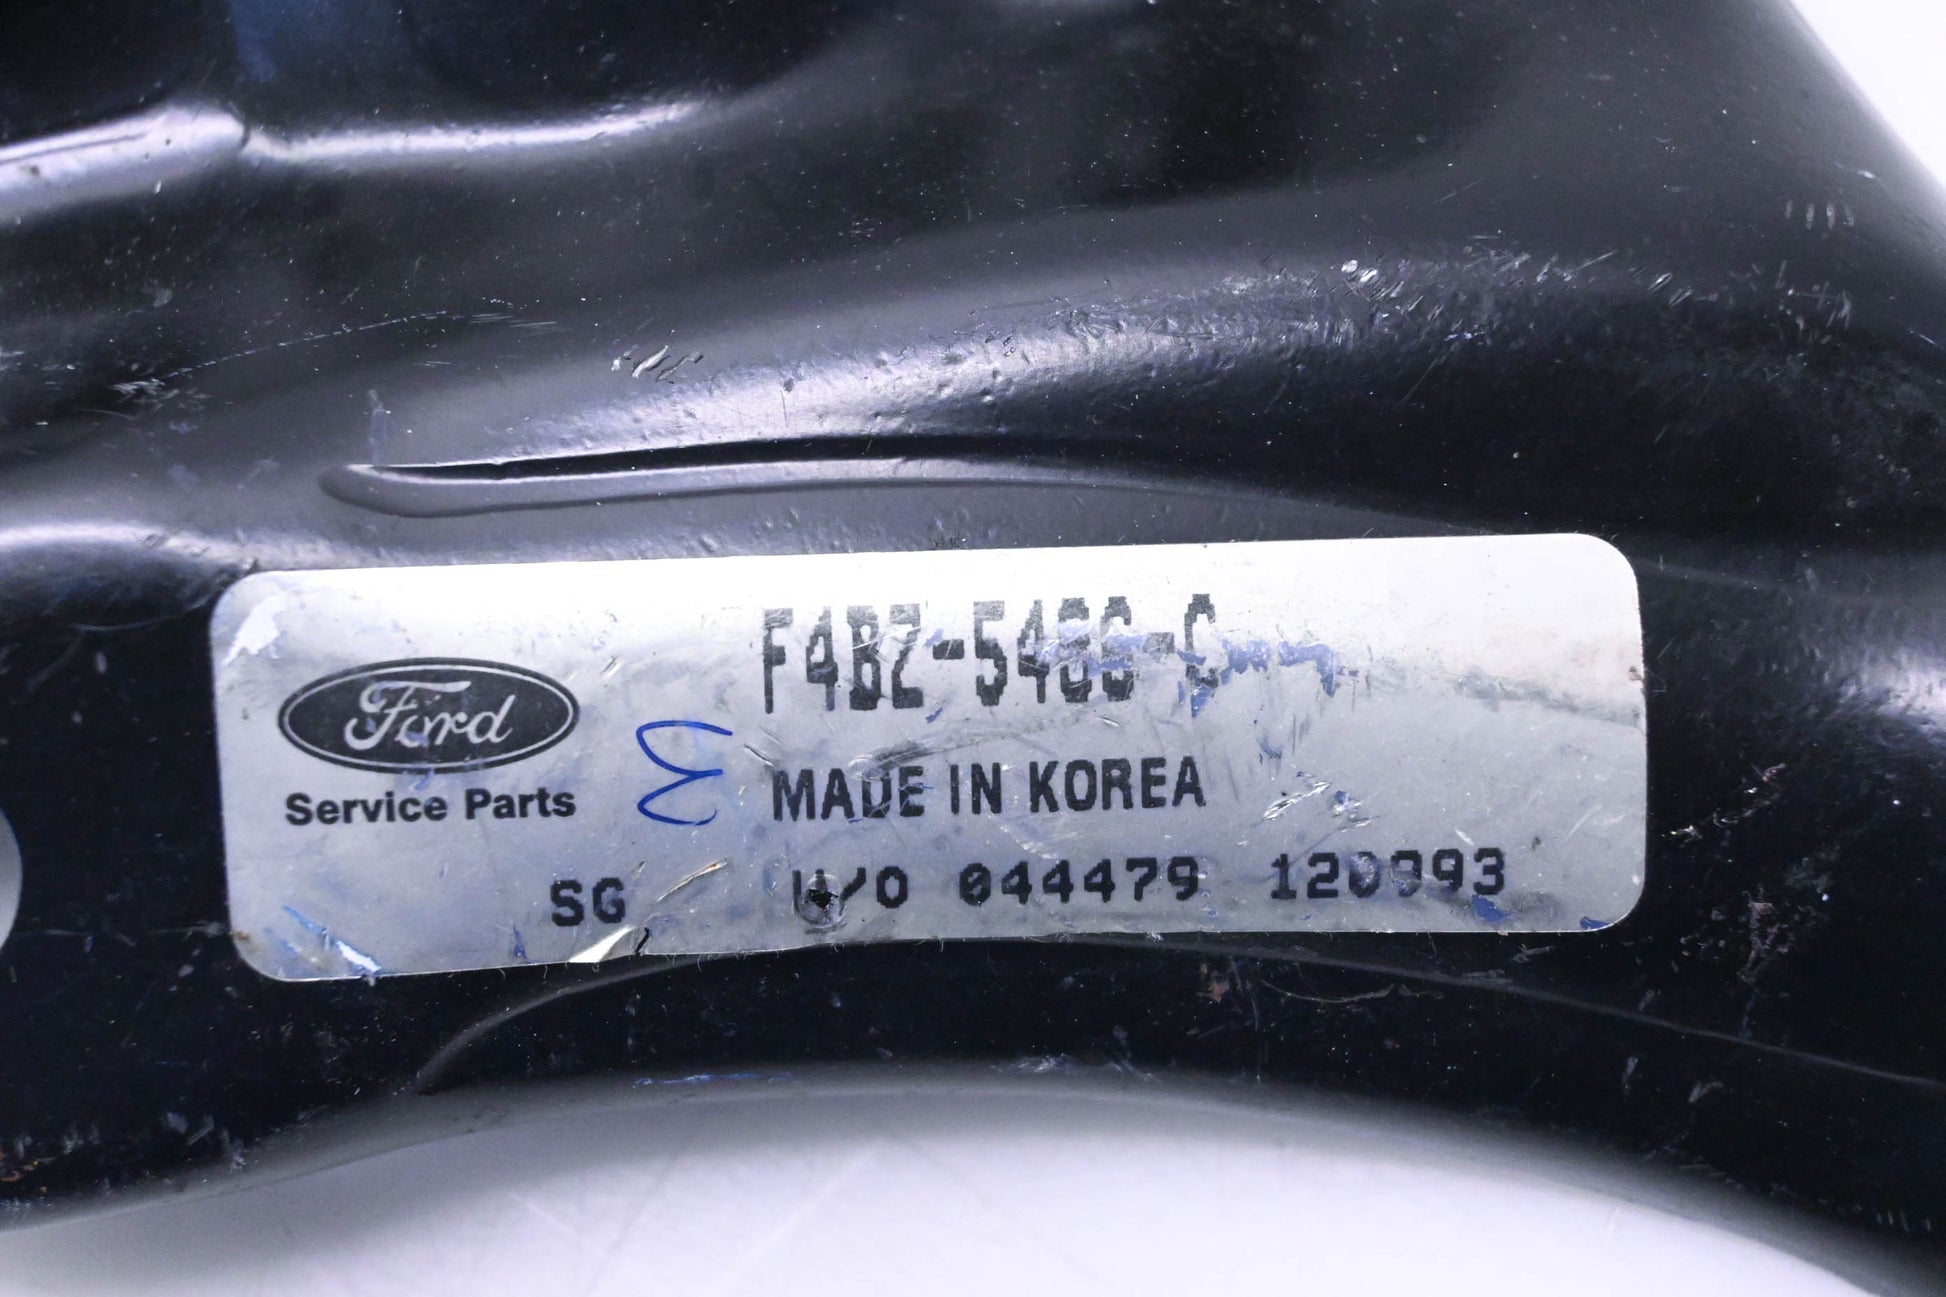 F4BZ-5486-C
Ford
Service Parts
MADE IN KOREA
SG W/O 044479 120993